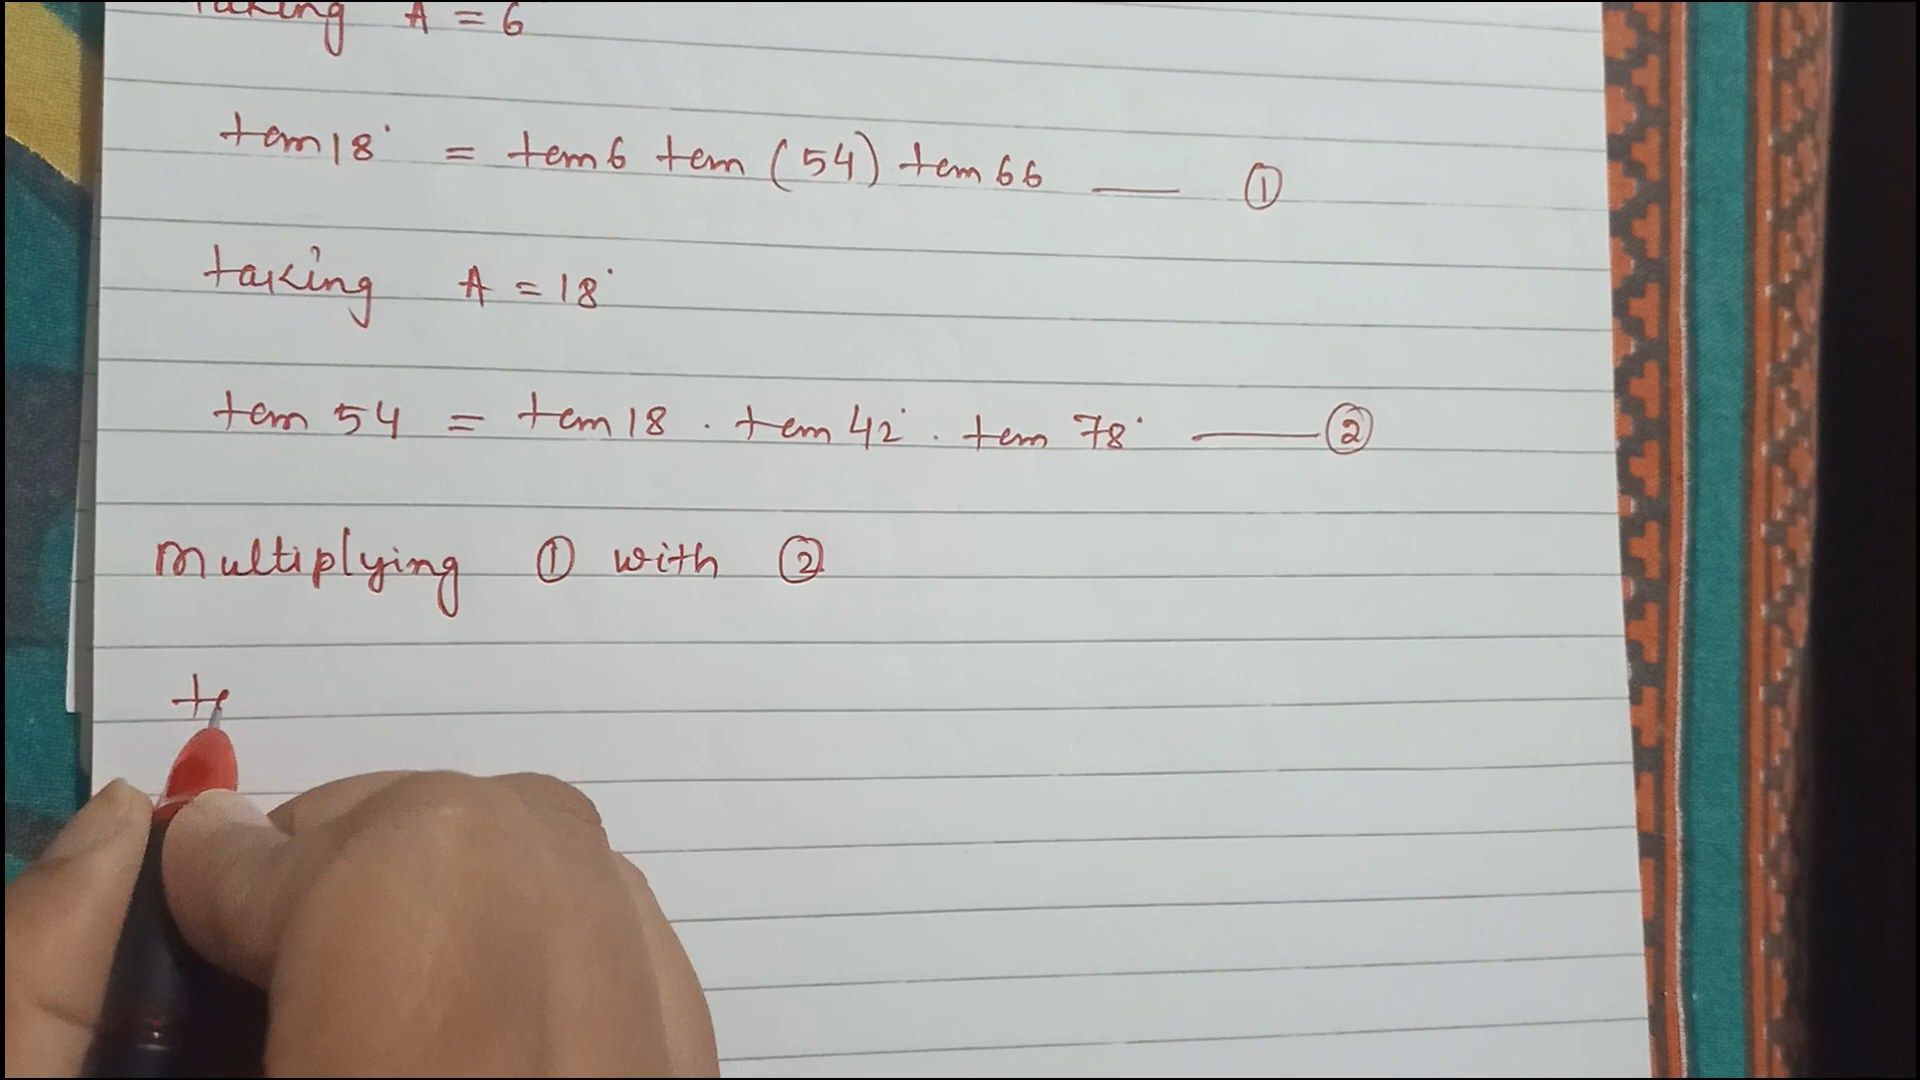 taking A = 6
tan 18° = tan 6 tan (54) tan 66 —— ①
taking A = 18°
tan 54 = tan 18 . tan 42° . tan 78° —— ②
Multiplying ① with ②